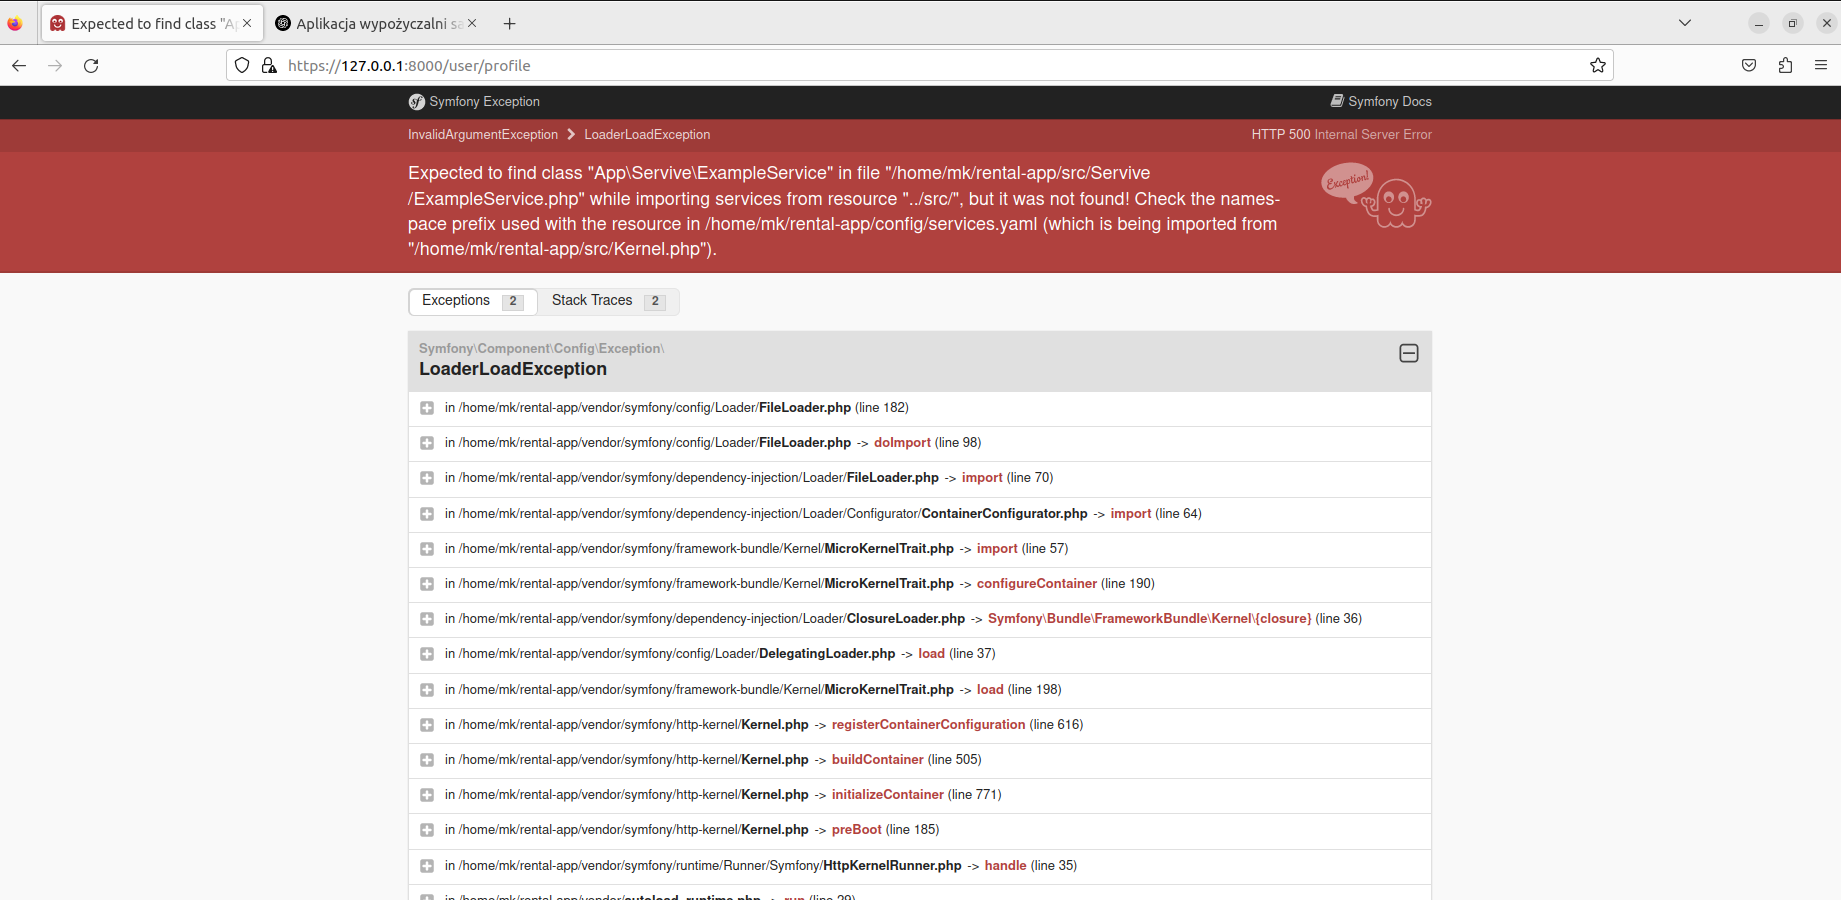 Expected to find class "Ap
Aplikacja wypożyczalni sa
https://127.0.0.1:8000/user/profile
sf Symfony Exception
Symfony Docs
InvalidArgumentException
LoaderLoadException
HTTP 500 Internal Server Error
Expected to find class "App\Servive\ExampleService" in file "/home/mk/rental-app/src/Servive
/ExampleService.php" while importing services from resource "../src/", but it was not found! Check the names-
pace prefix used with the resource in /home/mk/rental-app/config/services.yaml (which is being imported from
"/home/mk/rental-app/src/Kernel.php").
Exception!
Exceptions 2
Stack Traces 2
Symfony\Component\Config\Exception\
LoaderLoadException
in /home/mk/rental-app/vendor/symfony/config/Loader/FileLoader.php (line 182)
in /home/mk/rental-app/vendor/symfony/config/Loader/FileLoader.php -> doImport (line 98)
in /home/mk/rental-app/vendor/symfony/dependency-injection/Loader/FileLoader.php -> import (line 70)
in /home/mk/rental-app/vendor/symfony/dependency-injection/Loader/Configurator/ContainerConfigurator.php -> import (line 64)
in /home/mk/rental-app/vendor/symfony/framework-bundle/Kernel/MicroKernelTrait.php -> import (line 57)
in /home/mk/rental-app/vendor/symfony/framework-bundle/Kernel/MicroKernelTrait.php -> configureContainer (line 190)
in /home/mk/rental-app/vendor/symfony/dependency-injection/Loader/ClosureLoader.php -> Symfony\Bundle\FrameworkBundle\Kernel\{closure} (line 36)
in /home/mk/rental-app/vendor/symfony/config/Loader/DelegatingLoader.php -> load (line 37)
in /home/mk/rental-app/vendor/symfony/framework-bundle/Kernel/MicroKernelTrait.php -> load (line 198)
in /home/mk/rental-app/vendor/symfony/http-kernel/Kernel.php -> registerContainerConfiguration (line 616)
in /home/mk/rental-app/vendor/symfony/http-kernel/Kernel.php -> buildContainer (line 505)
in /home/mk/rental-app/vendor/symfony/http-kernel/Kernel.php -> initializeContainer (line 771)
in /home/mk/rental-app/vendor/symfony/http-kernel/Kernel.php -> preBoot (line 185)
in /home/mk/rental-app/vendor/symfony/runtime/Runner/Symfony/HttpKernelRunner.php -> handle (line 35)
in /home/mk/rental-app/vendor/autoload_runtime.php -> run (line 29)